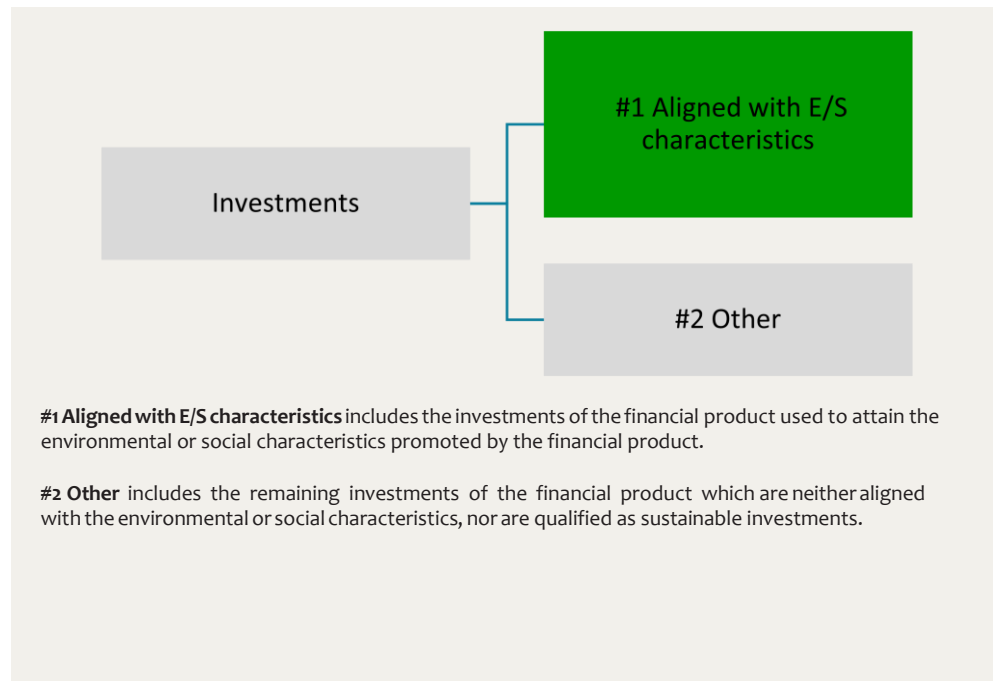 #1 Aligned with E/S
characteristics
Investments
#2 Other
#1 Aligned with E/S characteristics includes the investments of the financial product used to attain the
environmental or social characteristics promoted by the financial product.
#2 Other includes the remaining investments of the financial product which are neither aligned
with the environmental or social characteristics, nor are qualified as sustainable investments.